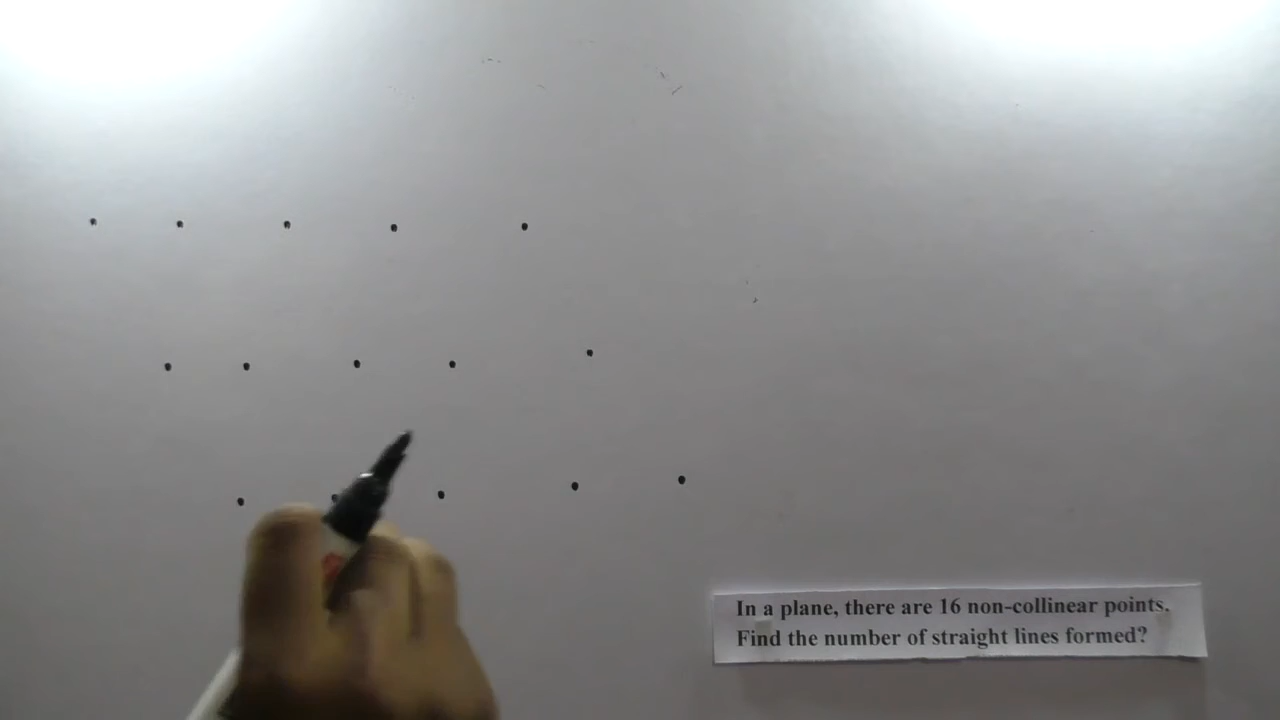 In a plane, there are 16 non-collinear points.
Find the number of straight lines formed?